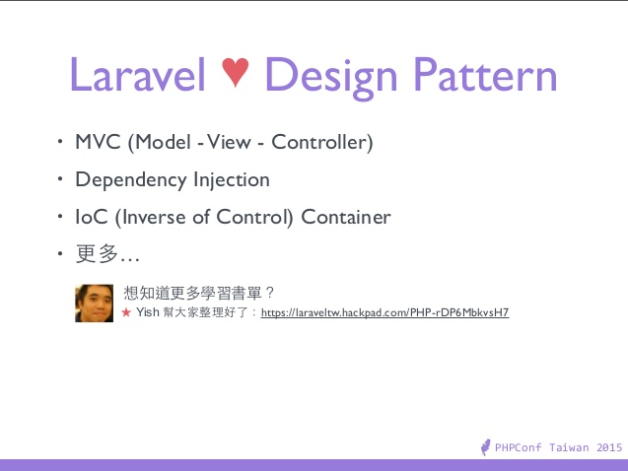 Laravel ♥ Design Pattern
• MVC (Model - View - Controller)
• Dependency Injection
• IoC (Inverse of Control) Container
• 更多…
想知道更多學習書單？
★ Yish 幫大家整理好了：https://laraveltw.hackpad.com/PHP-rDP6MbkvsH7
PHPConf Taiwan 2015